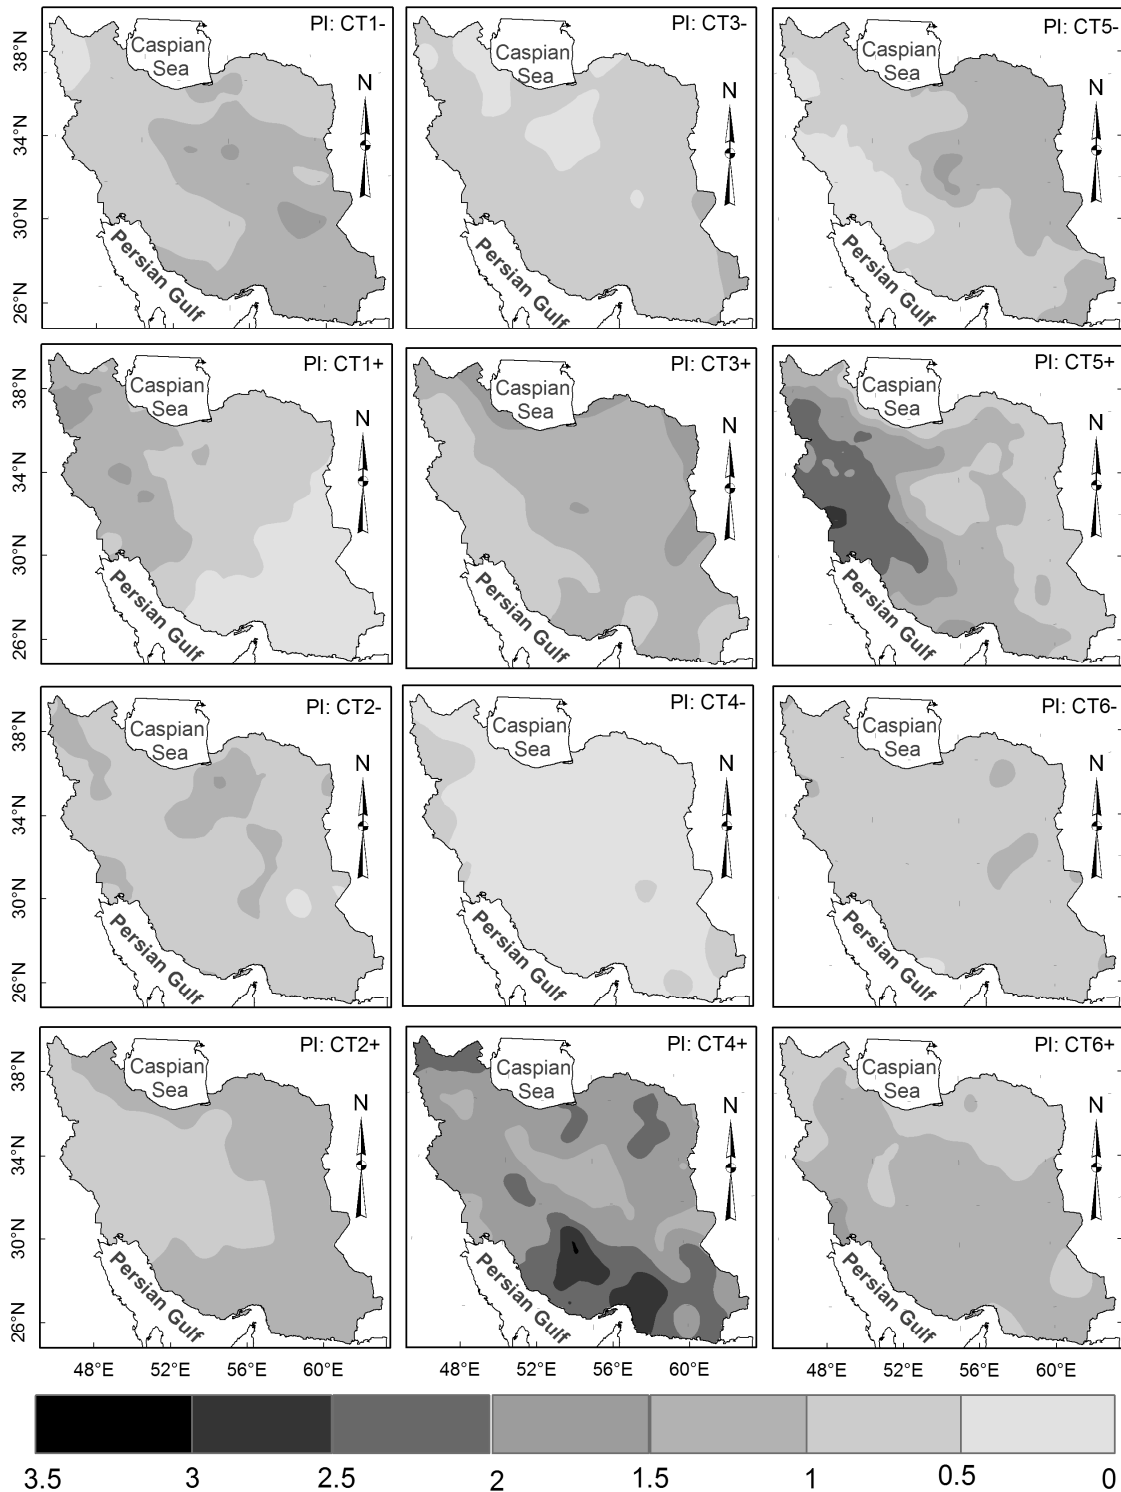 PI: CT1-
Caspian
Sea
N
Persian Gulf
38°N
34°N
30°N
26°N
PI: CT3-
Caspian
Sea
N
Persian Gulf
PI: CT5-
Caspian
Sea
N
Persian Gulf
PI: CT1+
Caspian
Sea
N
Persian Gulf
38°N
34°N
30°N
26°N
PI: CT3+
Caspian
Sea
N
Persian Gulf
PI: CT5+
Caspian
Sea
N
Persian Gulf
PI: CT2-
Caspian
Sea
N
Persian Gulf
38°N
34°N
30°N
26°N
PI: CT4-
Caspian
Sea
N
Persian Gulf
PI: CT6-
Caspian
Sea
N
Persian Gulf
PI: CT2+
Caspian
Sea
N
Persian Gulf
38°N
34°N
30°N
26°N
PI: CT4+
Caspian
Sea
N
Persian Gulf
PI: CT6+
Caspian
Sea
N
Persian Gulf
48°E 52°E 56°E 60°E 48°E 52°E 56°E 60°E 48°E 52°E 56°E 60°E
3.5 3 2.5 2 1.5 1 0.5 0